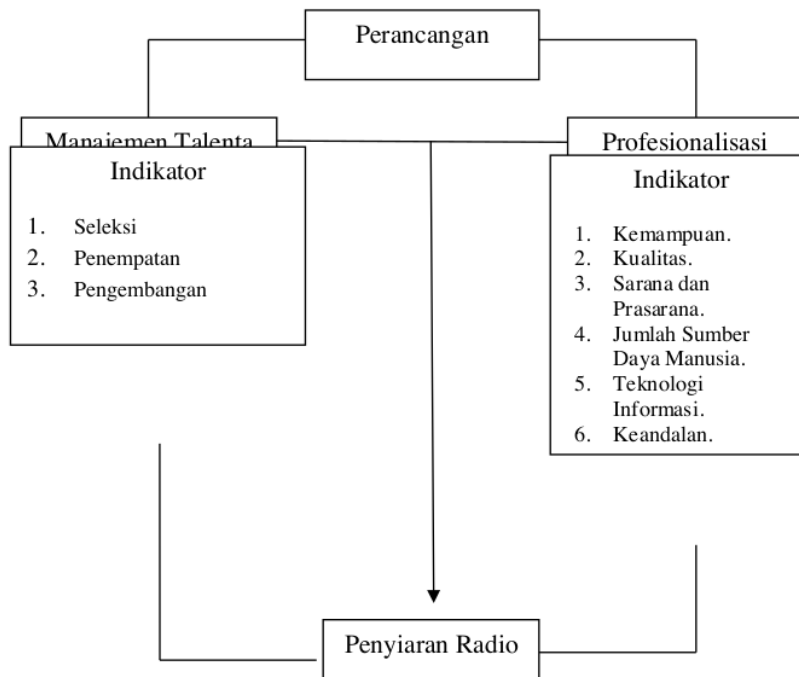 Perancangan
Manajemen Talenta
Profesionalisasi
Indikator
1. Seleksi
2. Penempatan
3. Pengembangan
Indikator
1. Kemampuan.
2. Kualitas.
3. Sarana dan
Prasarana.
4. Jumlah Sumber
Daya Manusia.
5. Teknologi
Informasi.
6. Keandalan.
Penyiaran Radio